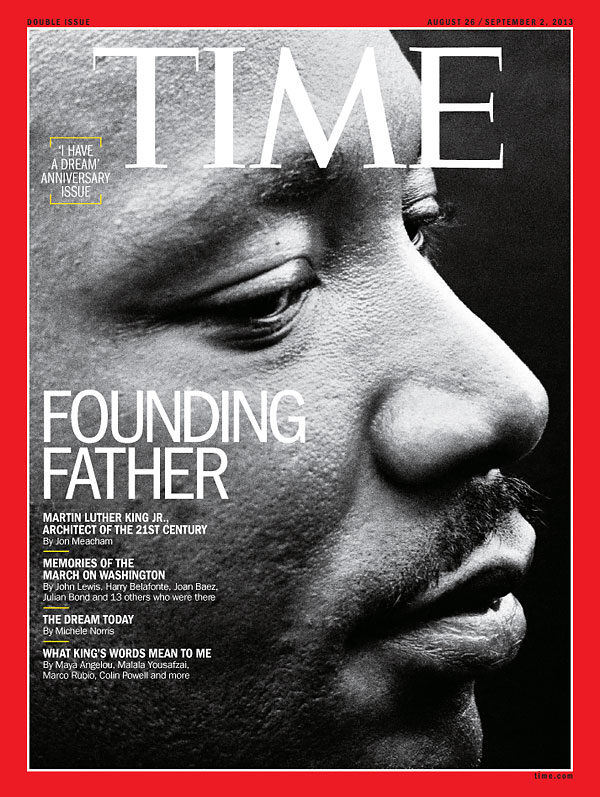 DOUBLE ISSUE
AUGUST 26 / SEPTEMBER 2, 2013
TIME
'I HAVE
A DREAM'
ANNIVERSARY
ISSUE
FOUNDING
FATHER
MARTIN LUTHER KING JR.,
ARCHITECT OF THE 21ST CENTURY
By Jon Meacham
MEMORIES OF THE
MARCH ON WASHINGTON
By John Lewis, Harry Belafonte, Joan Baez,
Julian Bond and 13 others who were there
THE DREAM TODAY
By Michele Norris
WHAT KING'S WORDS MEAN TO ME
By Maya Angelou, Malala Yousafzai,
Marco Rubio, Colin Powell and more
time.com